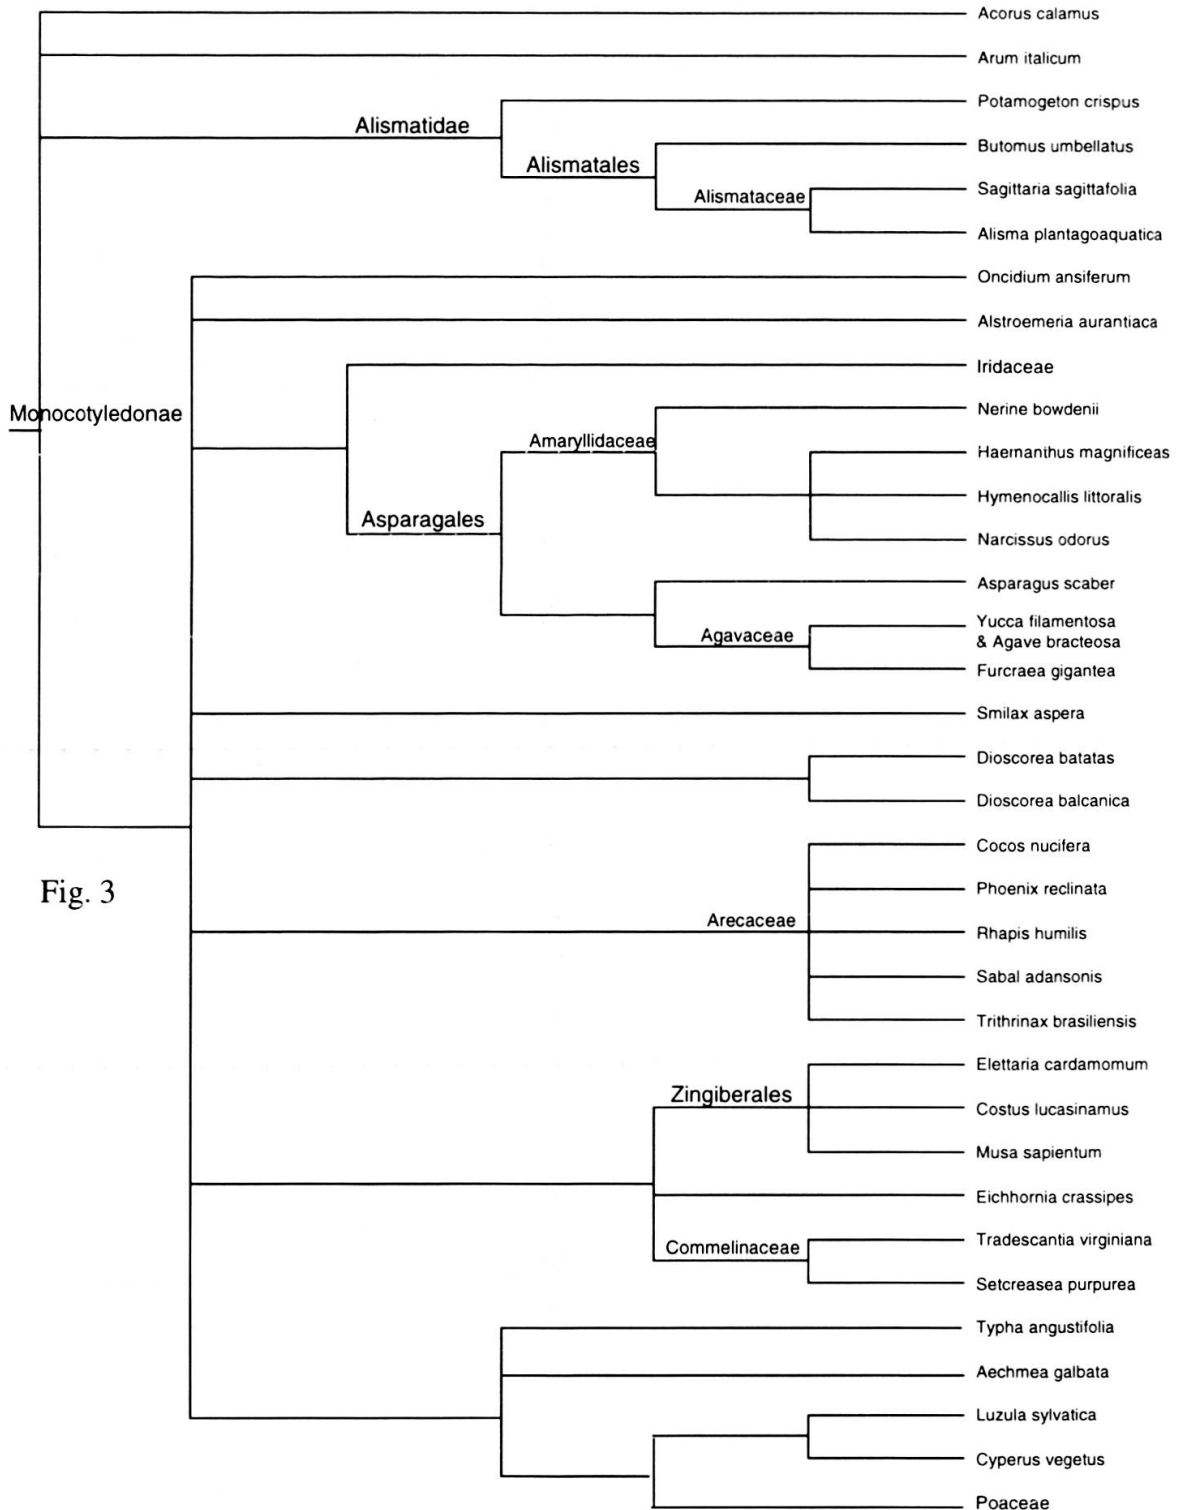 Acorus calamus
Arum italicum
Potamogeton crispus
Alismatidae
Butomus umbellatus
Alismatales
Sagittaria sagittafolia
Alismataceae
Alisma plantagoaquatica
Oncidium ansiferum
Alstroemeria aurantiaca
Iridaceae
Monocotyledonae
Nerine bowdenii
Amaryllidaceae
Haemanthus magnificeas
Hymenocallis littoralis
Asparagales
Narcissus odorus
Asparagus scaber
Yucca filamentosa
& Agave bracteosa
Agavaceae
Furcraea gigantea
Smilax aspera
Dioscorea batatas
Dioscorea balcanica
Cocos nucifera
Fig. 3
Phoenix reclinata
Arecaceae
Rhapis humilis
Sabal adansonis
Trithrinax brasiliensis
Elettaria cardamomum
Zingiberales
Costus lucasinamus
Musa sapientum
Eichhornia crassipes
Tradescantia virginiana
Commelinaceae
Setcreasea purpurea
Typha angustifolia
Aechmea galbata
Luzula sylvatica
Cyperus vegetus
Poaceae